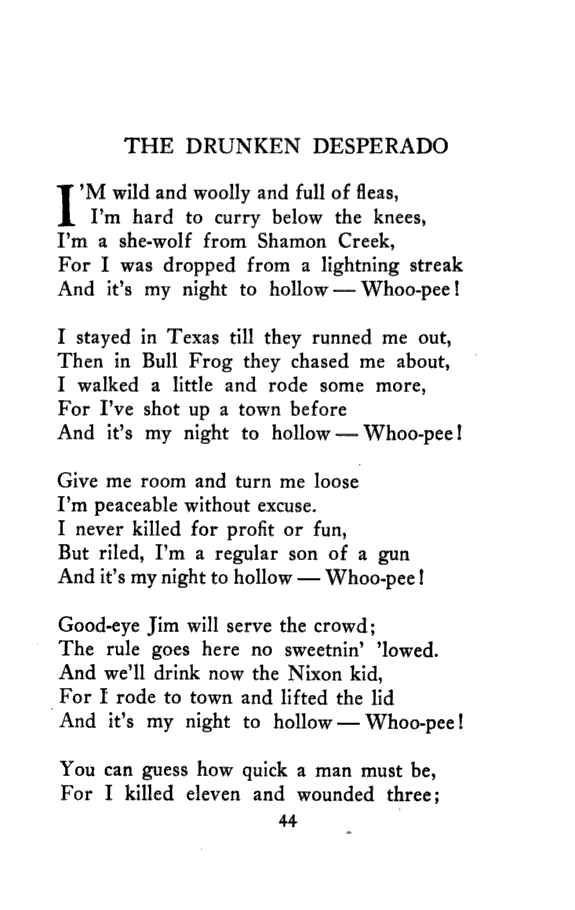 THE DRUNKEN DESPERADO
I'M wild and woolly and full of fleas,
I'm hard to curry below the knees,
I'm a she-wolf from Shamon Creek,
For I was dropped from a lightning streak
And it's my night to hollow — Whoo-pee!
I stayed in Texas till they runned me out,
Then in Bull Frog they chased me about,
I walked a little and rode some more,
For I've shot up a town before
And it's my night to hollow — Whoo-pee!
Give me room and turn me loose
I'm peaceable without excuse.
I never killed for profit or fun,
But riled, I'm a regular son of a gun
And it's my night to hollow — Whoo-pee!
Good-eye Jim will serve the crowd;
The rule goes here no sweetnin' 'lowed.
And we'll drink now the Nixon kid,
For I rode to town and lifted the lid
And it's my night to hollow — Whoo-pee!
You can guess how quick a man must be,
For I killed eleven and wounded three;
44